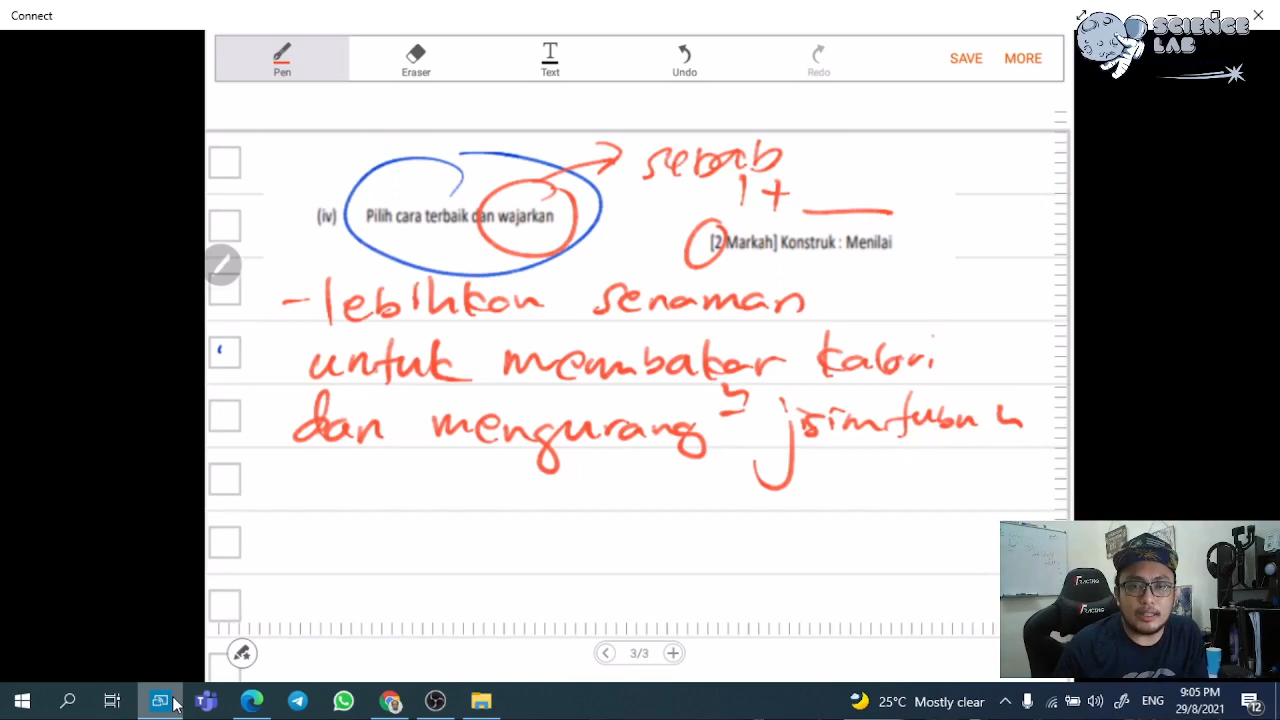 Connect
LAB
Pen
Eraser
T
Text
Undo
Redo
SAVE
MORE
sebab
1 +
(iv) Pilih cara terbaik dan wajarkan
[2 Markah] Konstruk : Menilai
- lebihkan senaman
untuk membakar kalori
dan mengurang jisim tubuh
3/3
25°C Mostly clear
ENG
9:05 PM
29/8/2021
12